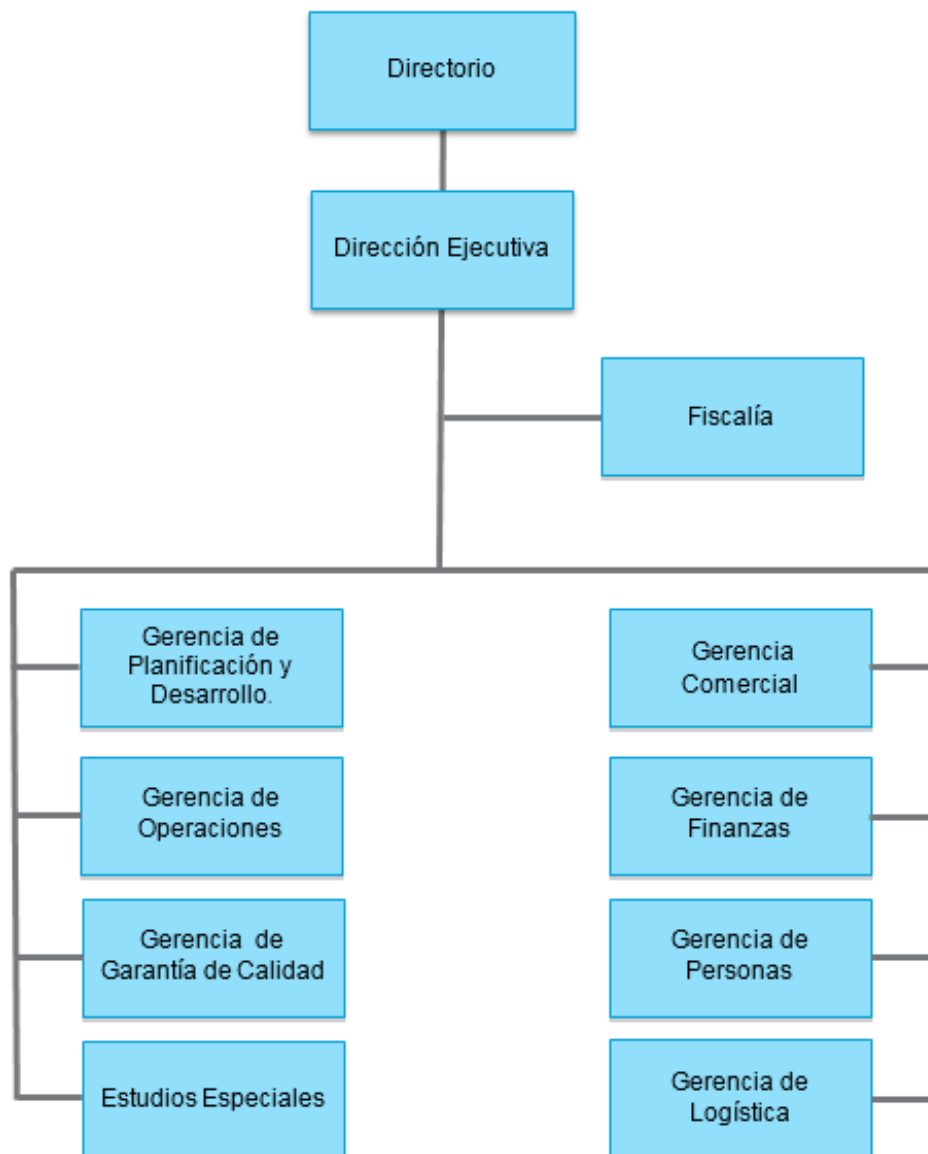 Directorio
Dirección Ejecutiva
Fiscalía
Gerencia de
Planificación y
Desarrollo.
Gerencia
Comercial
Gerencia de
Operaciones
Gerencia de
Finanzas
Gerencia de
Garantía de Calidad
Gerencia de
Personas
Estudios Especiales
Gerencia de
Logística